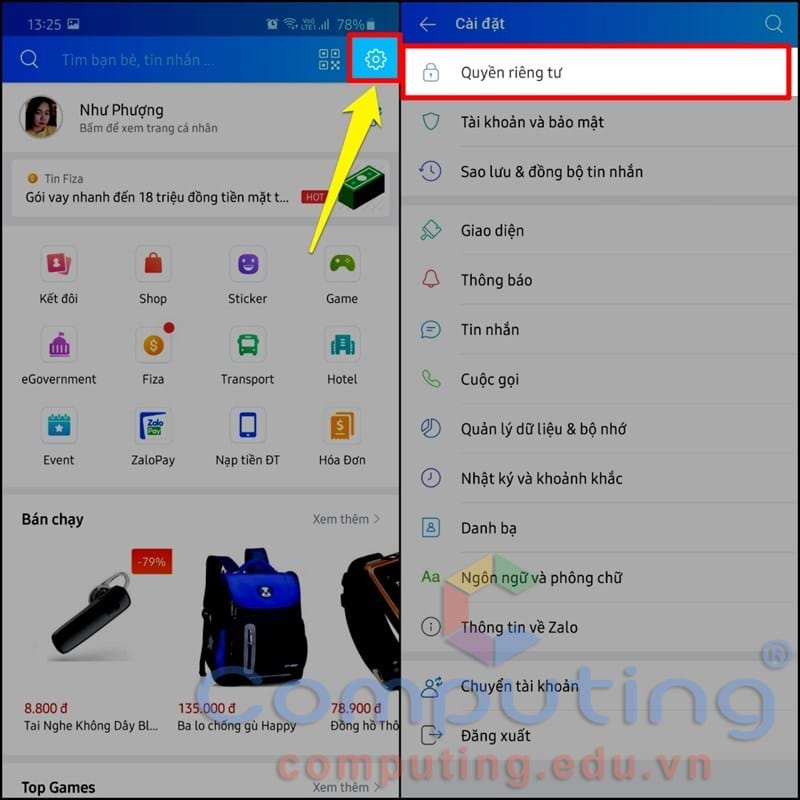 13:25
Vo) LTE1 78%
Tìm bạn bè, tin nhắn ...
Như Phượng
Bấm để xem trang cá nhân
Tin Fiza
Gói vay nhanh đến 18 triệu đồng tiền mặt t... HOT
Kết đôi Shop Sticker Game
eGovernment Fiza Transport Hotel
Zalo
Pay
Event ZaloPay Nạp tiền ĐT Hóa Đơn
Bán chạy Xem thêm
-79%
8.800 đ 135.000 đ 78.900 đ
Tai Nghe Không Dây Bl... Ba lo chống gù Happy Đồng hồ Thô
Top Games Xem thêm
Cài đặt
Quyền riêng tư
Tài khoản và bảo mật
Sao lưu & đồng bộ tin nhắn
Giao diện
Thông báo
Tin nhắn
Cuộc gọi
Quản lý dữ liệu & bộ nhớ
Nhật ký và khoảnh khắc
Danh bạ
Aa Ngôn ngữ và phông chữ
Thông tin về Zalo
Chuyển tài khoản
Đăng xuất
Computing ®
computing.edu.vn